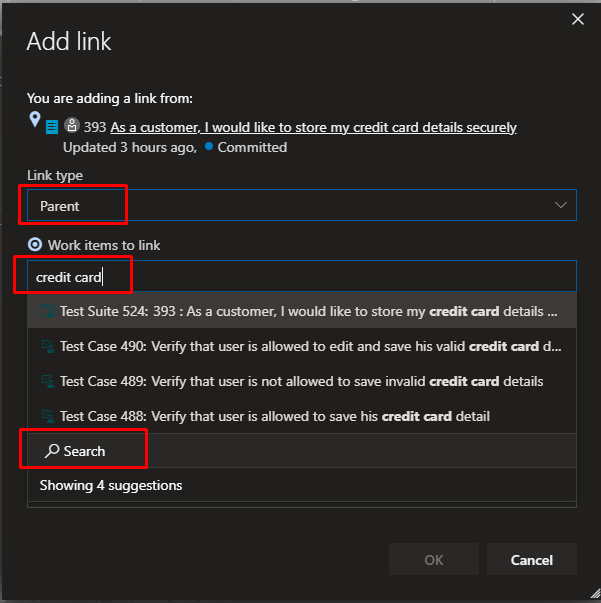 Add link
You are adding a link from:
393 As a customer, I would like to store my credit card details securely
Updated 3 hours ago, Committed
Link type
Parent
Work items to link
credit card
Test Suite 524: 393 : As a customer, I would like to store my credit card details ...
Test Case 490: Verify that user is allowed to edit and save his valid credit card d...
Test Case 489: Verify that user is not allowed to save invalid credit card details
Test Case 488: Verify that user is allowed to save his credit card detail
Search
Showing 4 suggestions
OK Cancel